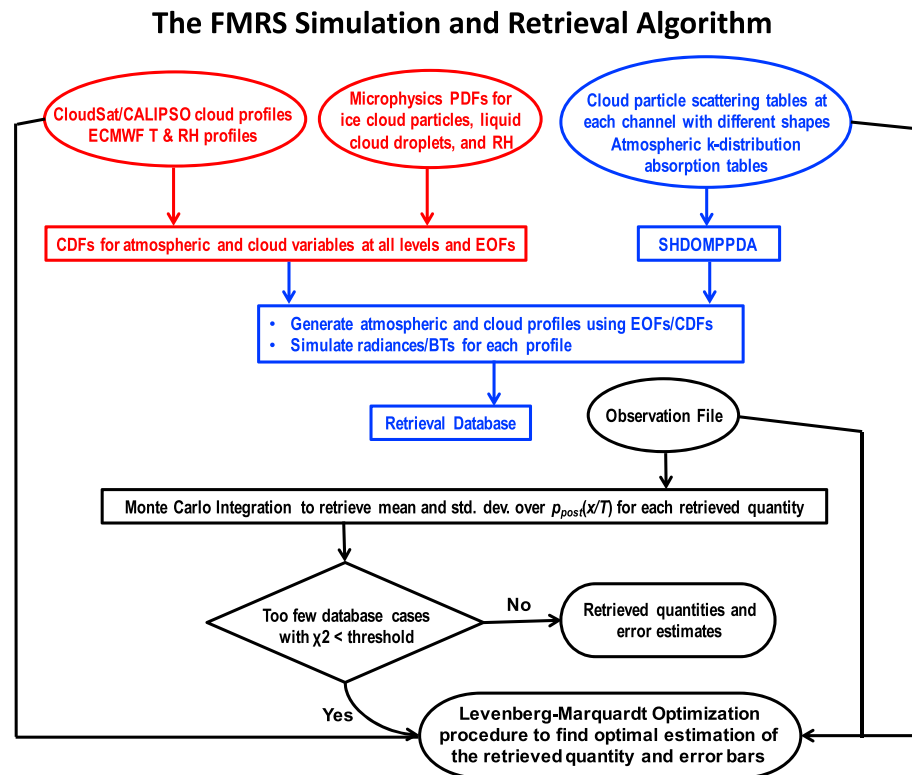 The FMRS Simulation and Retrieval Algorithm
CloudSat/CALIPSO cloud profiles
ECMWF T & RH profiles
Microphysics PDFs for
ice cloud particles, liquid
cloud droplets, and RH
Cloud particle scattering tables at
each channel with different shapes
Atmospheric k-distribution
absorption tables
CDFs for atmospheric and cloud variables at all levels and EOFs
SHDOMPPDA
• Generate atmospheric and cloud profiles using EOFs/CDFs
• Simulate radiances/BTs for each profile
Retrieval Database
Observation File
Monte Carlo Integration to retrieve mean and std. dev. over p_post(x/T) for each retrieved quantity
Too few database cases
with χ2 < threshold
No
Retrieved quantities and
error estimates
Yes
Levenberg-Marquardt Optimization
procedure to find optimal estimation of
the retrieved quantity and error bars